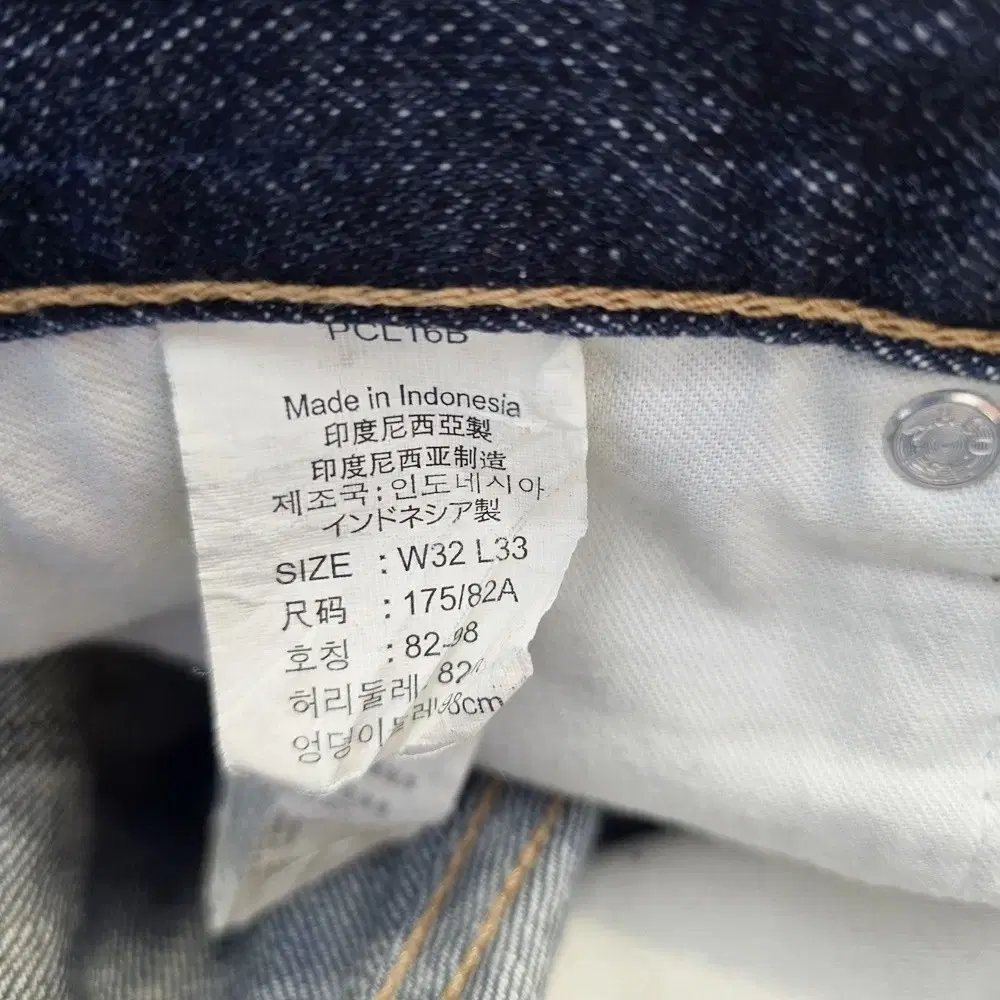 PCL16B
Made in Indonesia
印度尼西亞製
印度尼西亚制造
제조국: 인도네시아
インドネシア製
SIZE : W32 L33
尺码 : 175/82A
호칭 : 82-98
허리둘레 82
엉덩이둘레 98cm